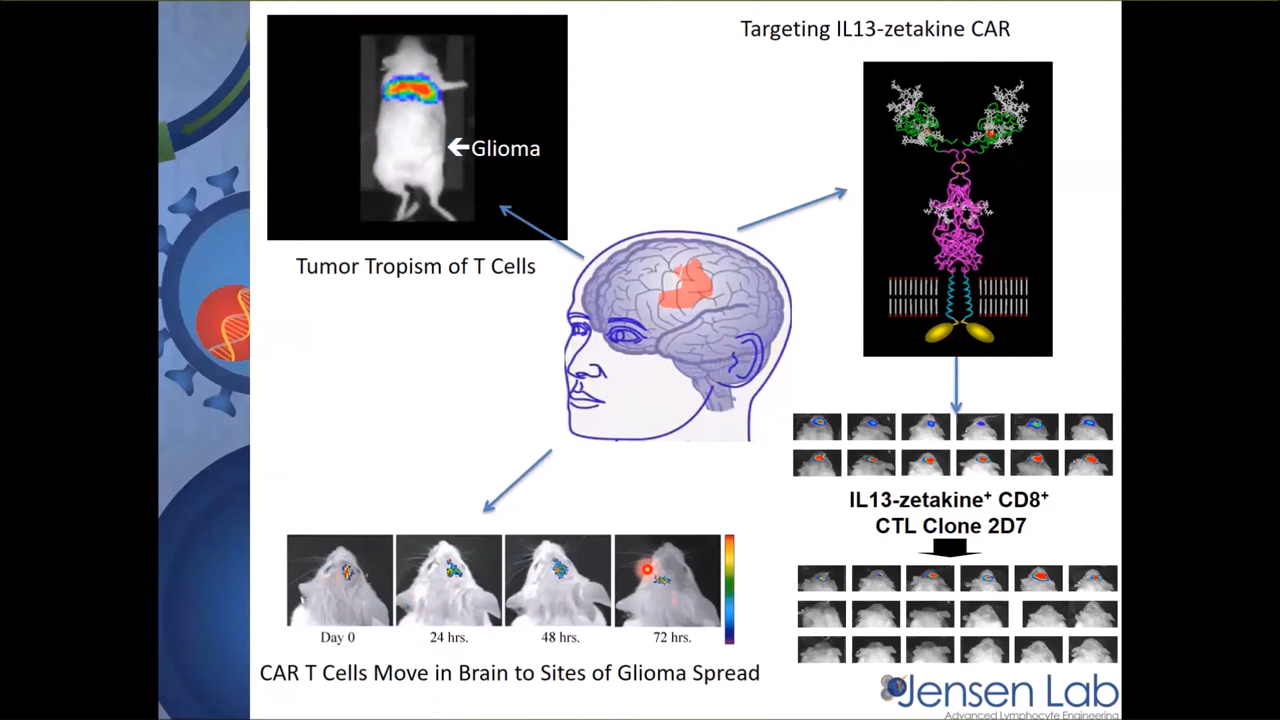 Targeting IL13-zetakine CAR
Glioma
Tumor Tropism of T Cells
IL13-zetakine⁺ CD8⁺
CTL Clone 2D7
Day 0
24 hrs.
48 hrs.
72 hrs.
CAR T Cells Move in Brain to Sites of Glioma Spread
Jensen Lab
Advanced Lymphocyte Engineering